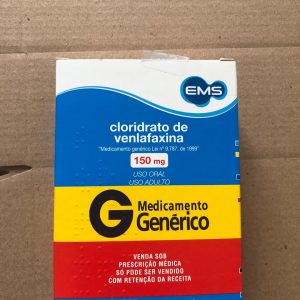 EMS
cloridrato de
venlafaxina
"Medicamento genérico Lei nº 9.787, de 1999"
150 mg
USO ORAL
USO ADULTO
G Medicamento
Genérico
VENDA SOB
PRESCRIÇÃO MÉDICA
SÓ PODE SER VENDIDO
COM RETENÇÃO DA RECEITA